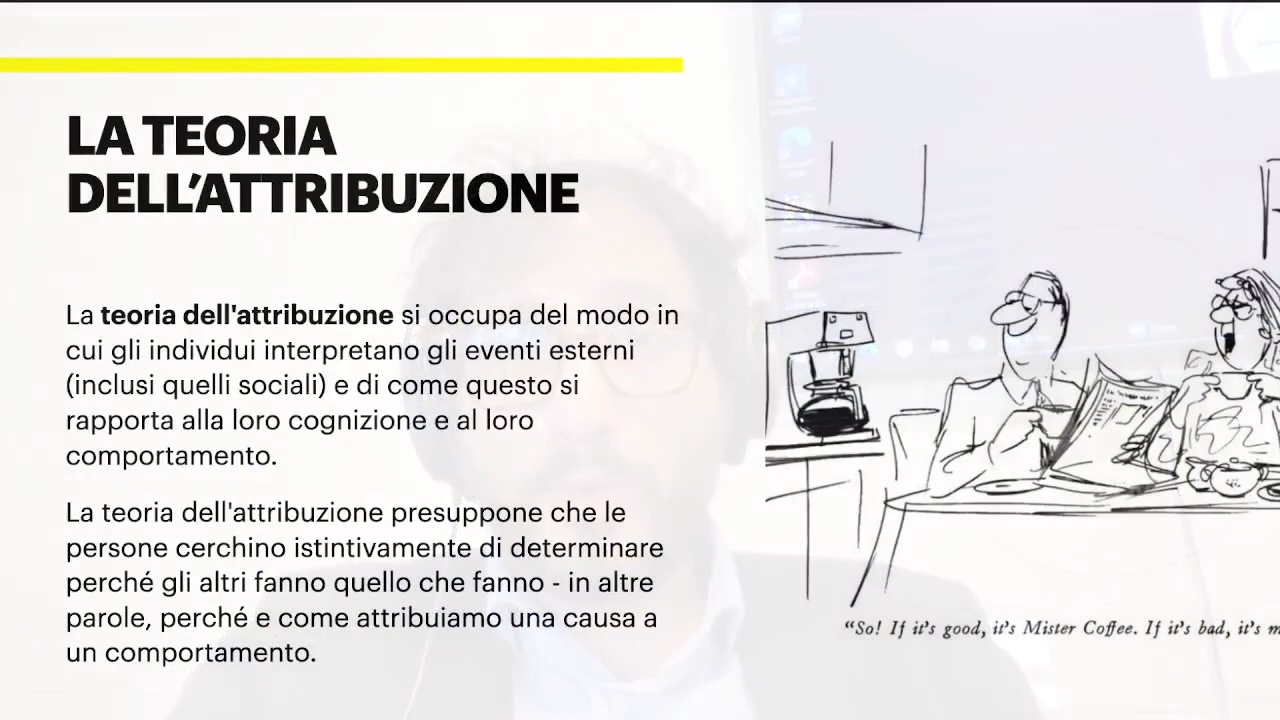 LA TEORIA
DELL'ATTRIBUZIONE
La teoria dell'attribuzione si occupa del modo in
cui gli individui interpretano gli eventi esterni
(inclusi quelli sociali) e di come questo si
rapporta alla loro cognizione e al loro
comportamento.
La teoria dell'attribuzione presuppone che le
persone cerchino istintivamente di determinare
perché gli altri fanno quello che fanno - in altre
parole, perché e come attribuiamo una causa a
un comportamento.
“So! If it's good, it's Mister Coffee. If it's bad, it's